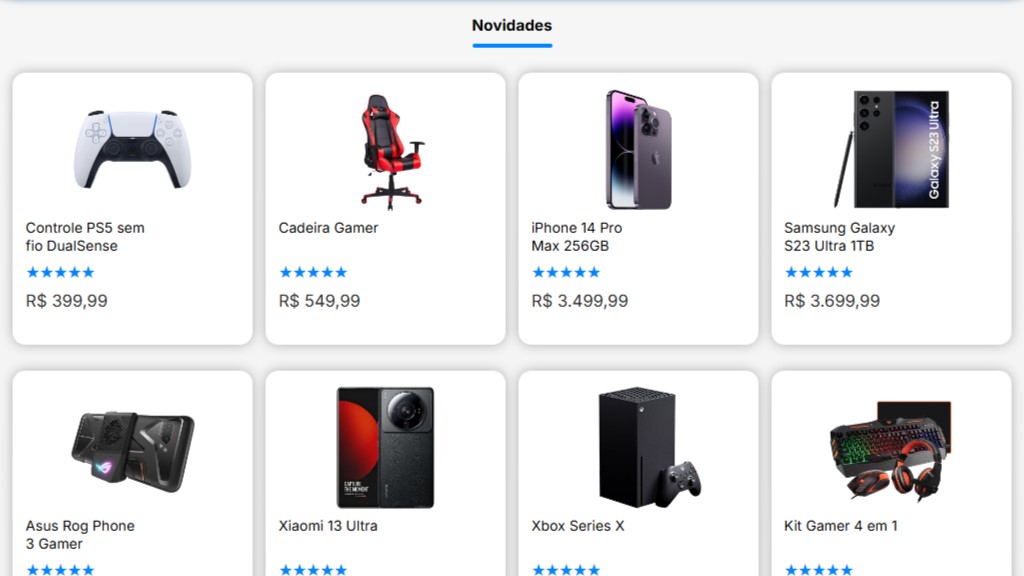 Novidades
Galaxy S23 Ultra
Controle PS5 sem
fio DualSense
★★★★★
R$ 399,99
Cadeira Gamer
★★★★★
R$ 549,99
iPhone 14 Pro
Max 256GB
★★★★★
R$ 3.499,99
Samsung Galaxy
S23 Ultra 1TB
★★★★★
R$ 3.699,99
CAPTURE
THE MOMENT
Asus Rog Phone
3 Gamer
★★★★★
Xiaomi 13 Ultra
★★★★★
Xbox Series X
★★★★★
Kit Gamer 4 em 1
★★★★★